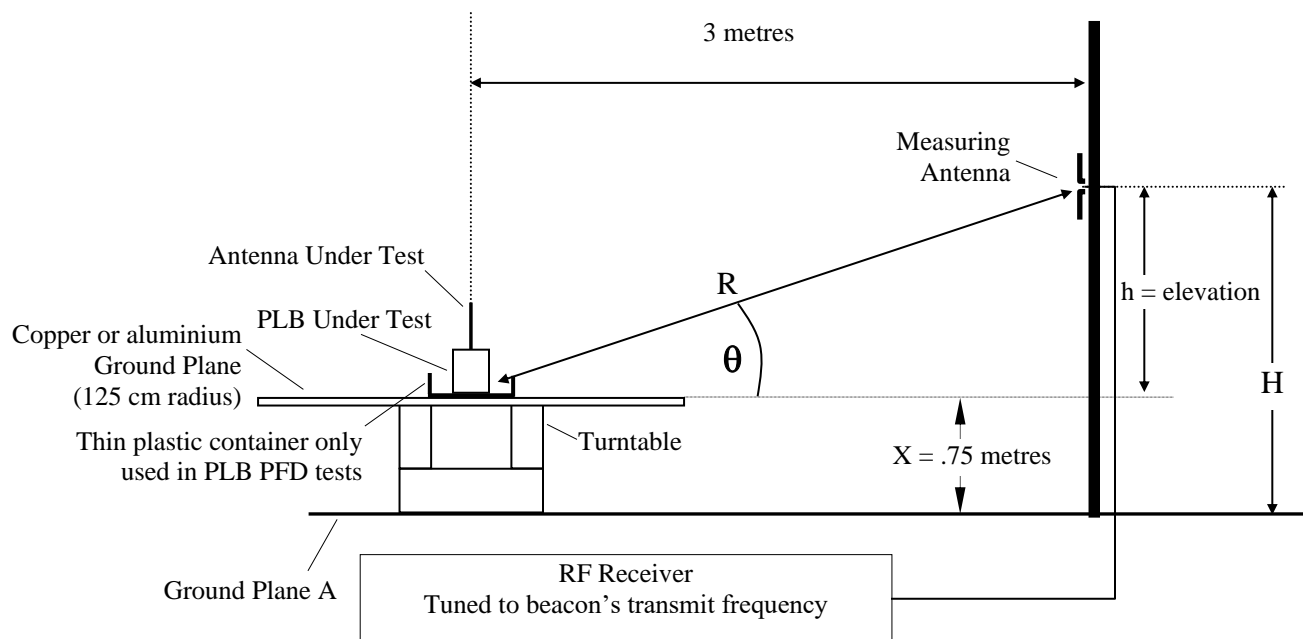 3 metres
Measuring
Antenna
Antenna Under Test
PLB Under Test
R
h = elevation
Copper or aluminium
Ground Plane
(125 cm radius)
θ
H
Thin plastic container only
used in PLB PFD tests
Turntable
X = .75 metres
Ground Plane A
RF Receiver
Tuned to beacon’s transmit frequency